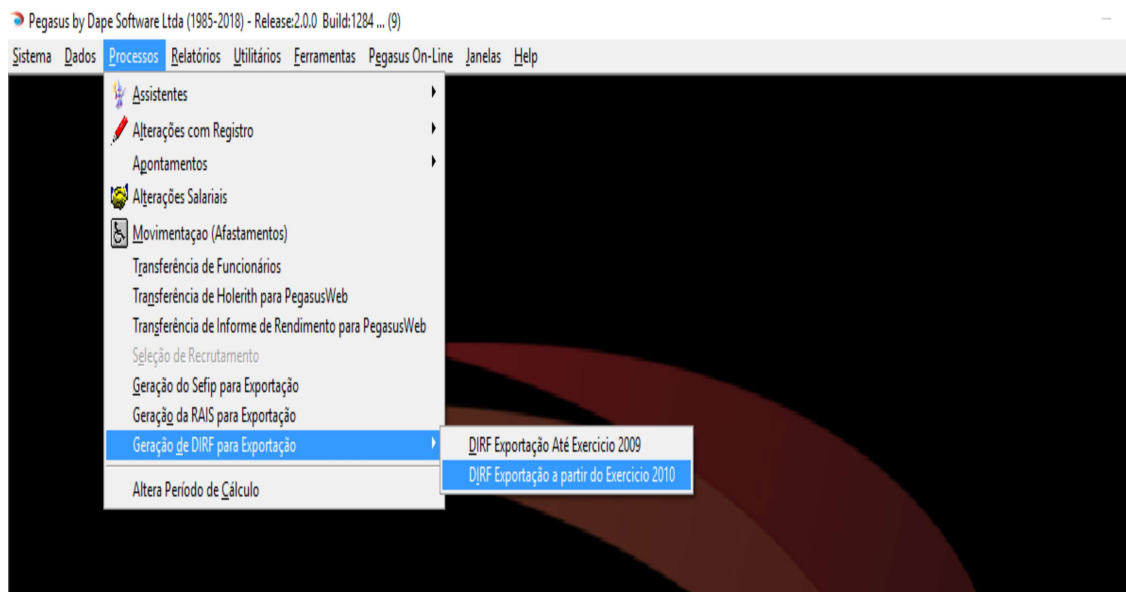 Pegasus by Dape Software Ltda (1985-2018) - Release:2.0.0 Build:1284 ... (9)
Sistema Dados Processos Relatórios Utilitários Ferramentas Pegasus On-Line Janelas Help
Assistentes
Alterações com Registro
Apontamentos
Alterações Salariais
Movimentaçao (Afastamentos)
Transferência de Funcionários
Transferência de Holerith para PegasusWeb
Transferência de Informe de Rendimento para PegasusWeb
Seleção de Recrutamento
Geração do Sefip para Exportação
Geração da RAIS para Exportação
Geração de DIRF para Exportação
DIRF Exportação Até Exercicio 2009
DIRF Exportação a partir do Exercicio 2010
Altera Período de Cálculo